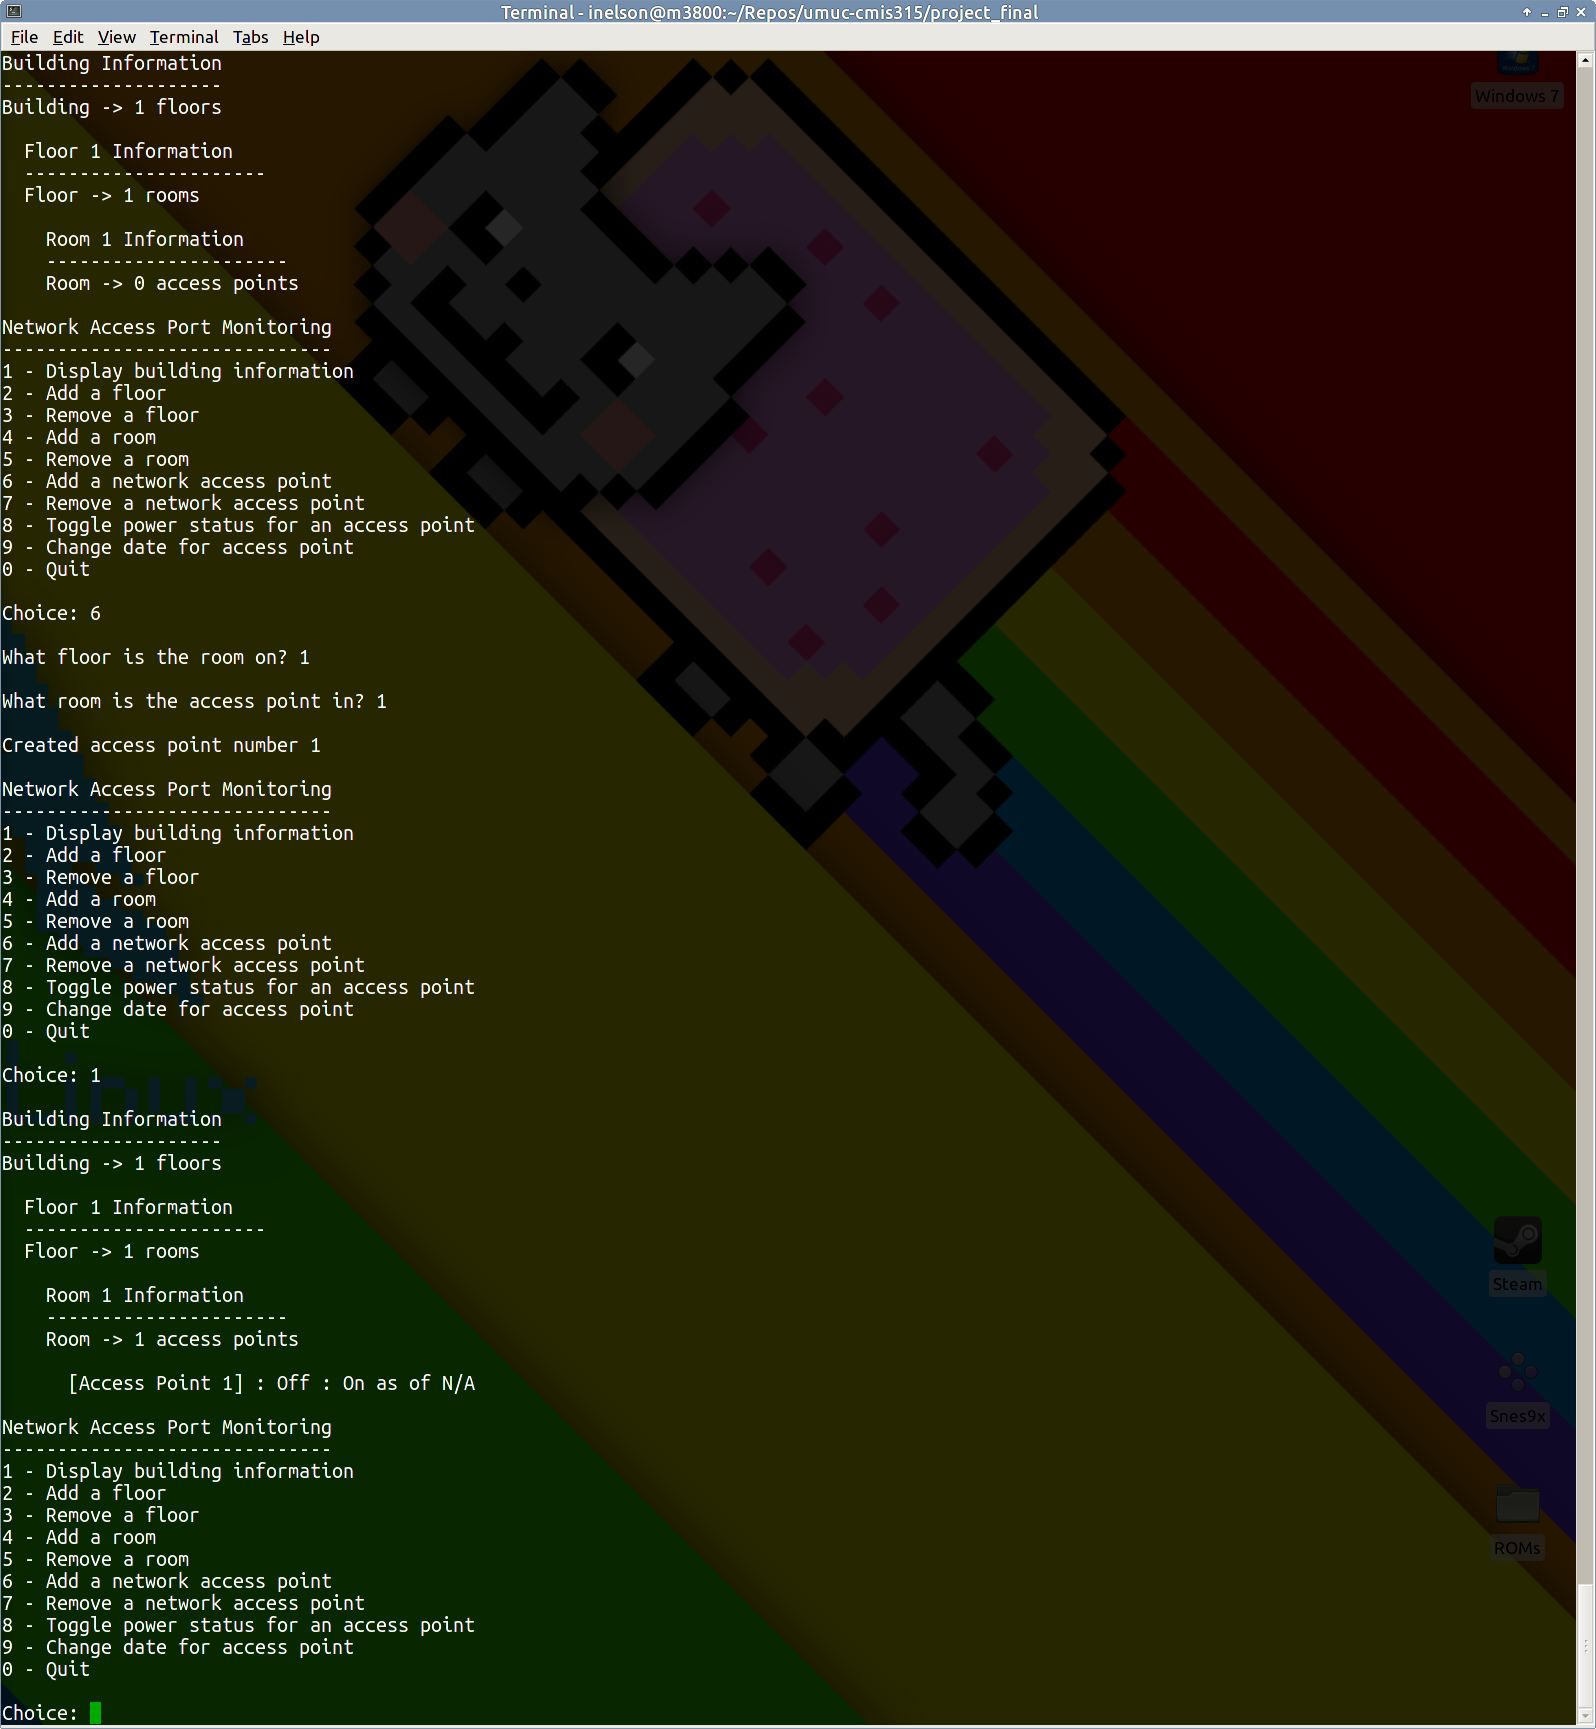 Terminal - inelson@m3800:~/Repos/umuc-cmis315/project_final
File Edit View Terminal Tabs Help
Building Information
--------------------
Building -> 1 floors
Floor 1 Information
----------------------
Floor -> 1 rooms
Room 1 Information
----------------------
Room -> 0 access points
Network Access Port Monitoring
------------------------------
1 - Display building information
2 - Add a floor
3 - Remove a floor
4 - Add a room
5 - Remove a room
6 - Add a network access point
7 - Remove a network access point
8 - Toggle power status for an access point
9 - Change date for access point
0 - Quit
Choice: 6
What floor is the room on? 1
What room is the access point in? 1
Created access point number 1
Network Access Port Monitoring
------------------------------
1 - Display building information
2 - Add a floor
3 - Remove a floor
4 - Add a room
5 - Remove a room
6 - Add a network access point
7 - Remove a network access point
8 - Toggle power status for an access point
9 - Change date for access point
0 - Quit
Choice: 1
Building Information
--------------------
Building -> 1 floors
Floor 1 Information
----------------------
Floor -> 1 rooms
Room 1 Information
----------------------
Room -> 1 access points
[Access Point 1] : Off : On as of N/A
Network Access Port Monitoring
------------------------------
1 - Display building information
2 - Add a floor
3 - Remove a floor
4 - Add a room
5 - Remove a room
6 - Add a network access point
7 - Remove a network access point
8 - Toggle power status for an access point
9 - Change date for access point
0 - Quit
Choice:
Windows 7
Linux
Steam
Snes9x
ROMs